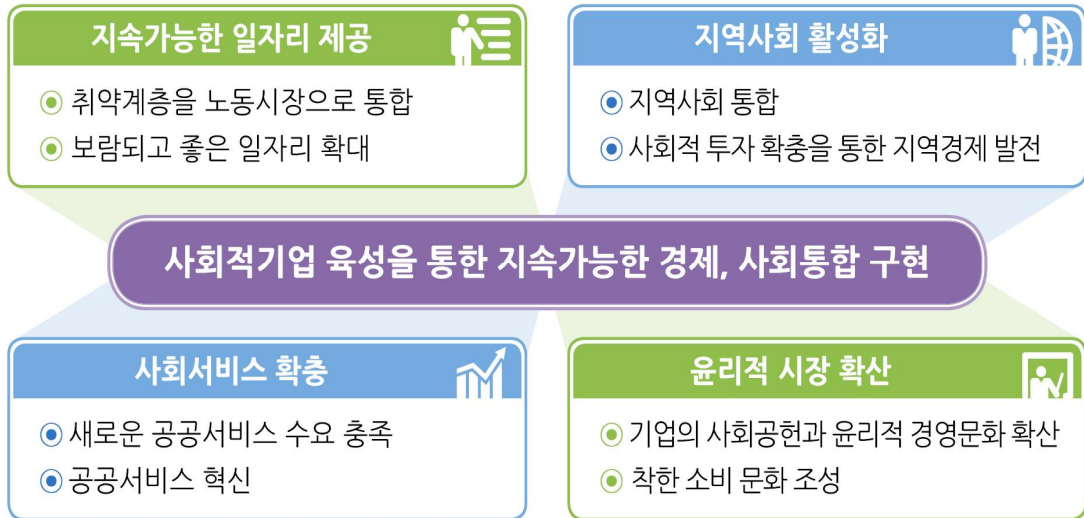 지속가능한 일자리 제공
취약계층을 노동시장으로 통합
보람되고 좋은 일자리 확대
지역사회 활성화
지역사회 통합
사회적 투자 확충을 통한 지역경제 발전
사회적기업 육성을 통한 지속가능한 경제, 사회통합 구현
사회서비스 확충
새로운 공공서비스 수요 충족
공공서비스 혁신
윤리적 시장 확산
기업의 사회공헌과 윤리적 경영문화 확산
착한 소비 문화 조성